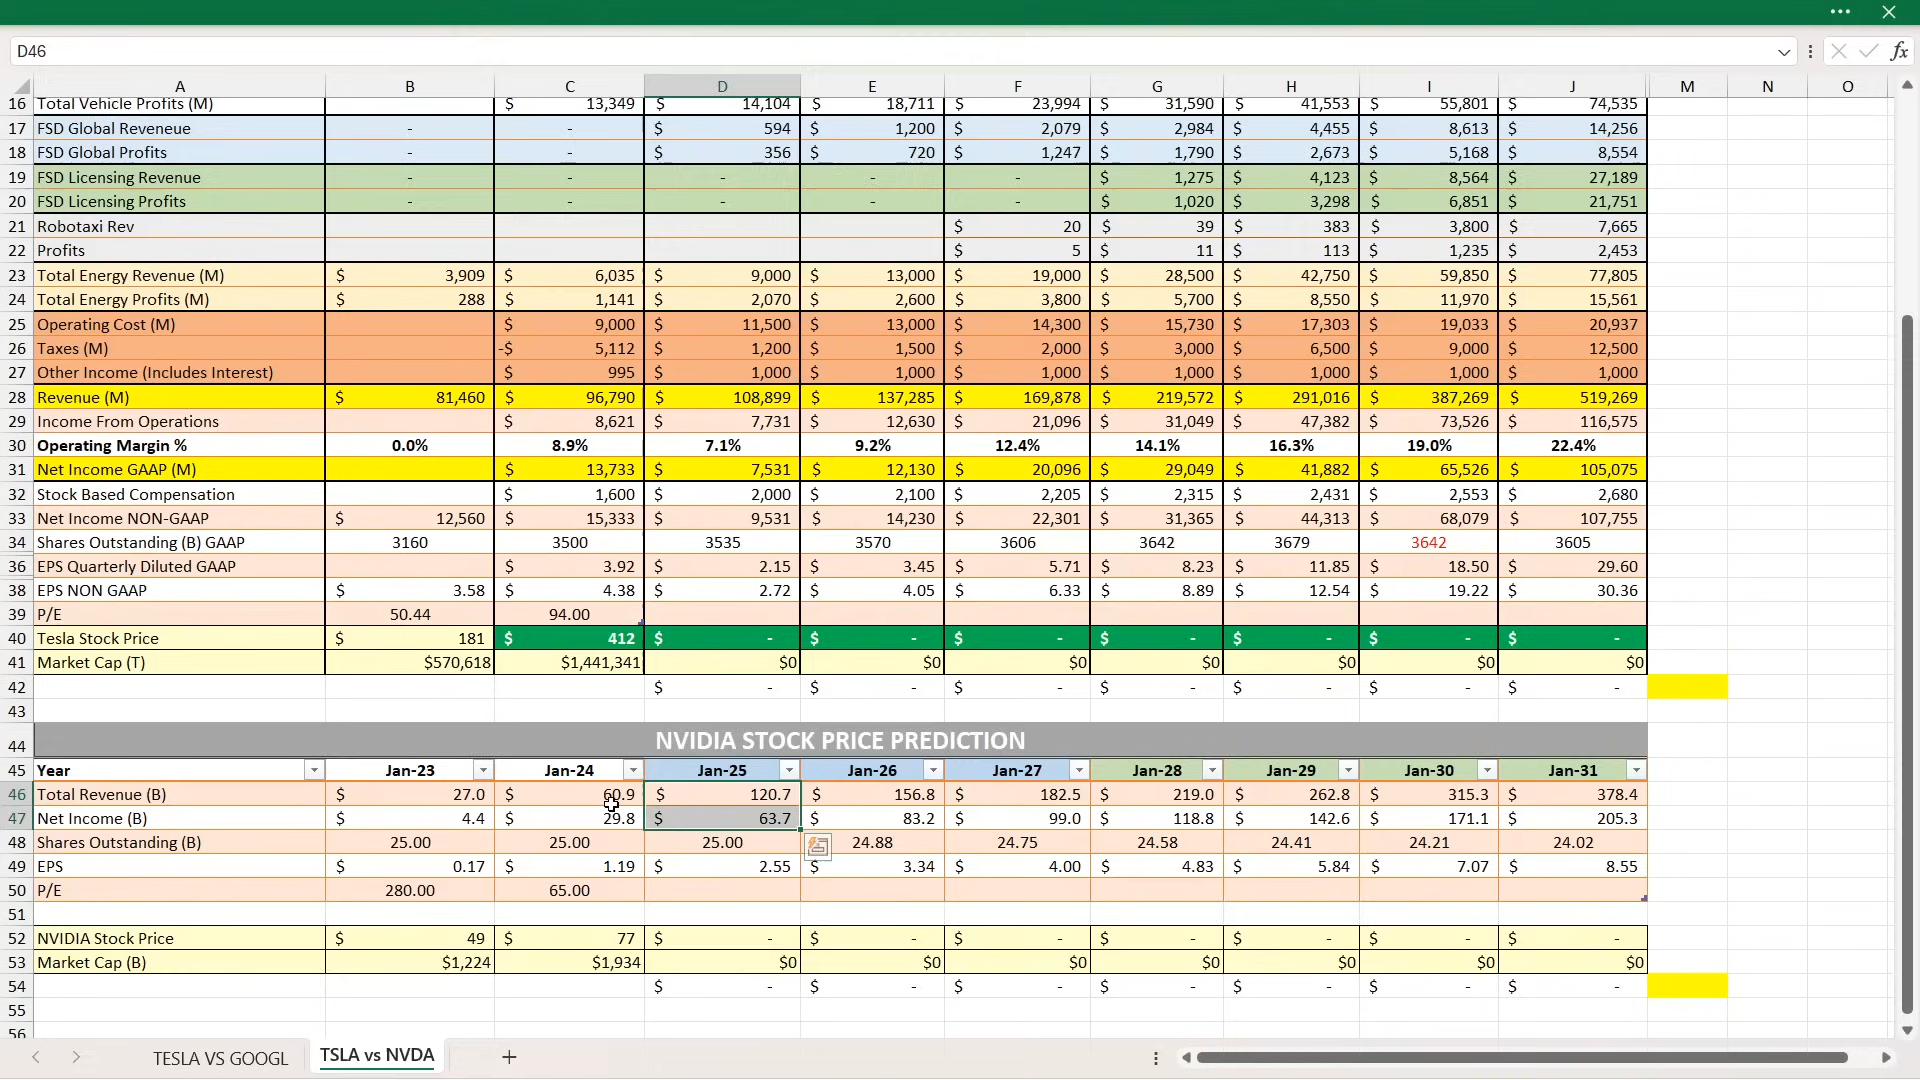 D46
fx
A B C D E F G H I J M N O
16 Total Vehicle Profits (M) $ 13,349 $ 14,104 $ 18,711 $ 23,994 $ 31,590 $ 41,553 $ 55,801 $ 74,535
17 FSD Global Reveneue - - $ 594 $ 1,200 $ 2,079 $ 2,984 $ 4,455 $ 8,613 $ 14,256
18 FSD Global Profits - - $ 356 $ 720 $ 1,247 $ 1,790 $ 2,673 $ 5,168 $ 8,554
19 FSD Licensing Revenue - - - - - $ 1,275 $ 4,123 $ 8,564 $ 27,189
20 FSD Licensing Profits - - - - - $ 1,020 $ 3,298 $ 6,851 $ 21,751
21 Robotaxi Rev $ 20 $ 39 $ 383 $ 3,800 $ 7,665
22 Profits $ 5 $ 11 $ 113 $ 1,235 $ 2,453
23 Total Energy Revenue (M) $ 3,909 $ 6,035 $ 9,000 $ 13,000 $ 19,000 $ 28,500 $ 42,750 $ 59,850 $ 77,805
24 Total Energy Profits (M) $ 288 $ 1,141 $ 2,070 $ 2,600 $ 3,800 $ 5,700 $ 8,550 $ 11,970 $ 15,561
25 Operating Cost (M) $ 9,000 $ 11,500 $ 13,000 $ 14,300 $ 15,730 $ 17,303 $ 19,033 $ 20,937
26 Taxes (M) -$ 5,112 $ 1,200 $ 1,500 $ 2,000 $ 3,000 $ 6,500 $ 9,000 $ 12,500
27 Other Income (Includes Interest) $ 995 $ 1,000 $ 1,000 $ 1,000 $ 1,000 $ 1,000 $ 1,000 $ 1,000
28 Revenue (M) $ 81,460 $ 96,790 $ 108,899 $ 137,285 $ 169,878 $ 219,572 $ 291,016 $ 387,269 $ 519,269
29 Income From Operations $ 8,621 $ 7,731 $ 12,630 $ 21,096 $ 31,049 $ 47,382 $ 73,526 $ 116,575
30 Operating Margin % 0.0% 8.9% 7.1% 9.2% 12.4% 14.1% 16.3% 19.0% 22.4%
31 Net Income GAAP (M) $ 13,733 $ 7,531 $ 12,130 $ 20,096 $ 29,049 $ 41,882 $ 65,526 $ 105,075
32 Stock Based Compensation $ 1,600 $ 2,000 $ 2,100 $ 2,205 $ 2,315 $ 2,431 $ 2,553 $ 2,680
33 Net Income NON-GAAP $ 12,560 $ 15,333 $ 9,531 $ 14,230 $ 22,301 $ 31,365 $ 44,313 $ 68,079 $ 107,755
34 Shares Outstanding (B) GAAP 3160 3500 3535 3570 3606 3642 3679 3642 3605
36 EPS Quarterly Diluted GAAP $ 3.92 $ 2.15 $ 3.45 $ 5.71 $ 8.23 $ 11.85 $ 18.50 $ 29.60
38 EPS NON GAAP $ 3.58 $ 4.38 $ 2.72 $ 4.05 $ 6.33 $ 8.89 $ 12.54 $ 19.22 $ 30.36
39 P/E 50.44 94.00
40 Tesla Stock Price $ 181 $ 412 $ - $ - $ - $ - $ - $ - $ -
41 Market Cap (T) $570,618 $1,441,341 $0 $0 $0 $0 $0 $0 $0
42 $ - $ - $ - $ - $ - $ - $ -
43
44 NVIDIA STOCK PRICE PREDICTION
45 Year Jan-23 Jan-24 Jan-25 Jan-26 Jan-27 Jan-28 Jan-29 Jan-30 Jan-31
46 Total Revenue (B) $ 27.0 $ 60.9 $ 120.7 $ 156.8 $ 182.5 $ 219.0 $ 262.8 $ 315.3 $ 378.4
47 Net Income (B) $ 4.4 $ 29.8 $ 63.7 $ 83.2 $ 99.0 $ 118.8 $ 142.6 $ 171.1 $ 205.3
48 Shares Outstanding (B) 25.00 25.00 25.00 24.88 24.75 24.58 24.41 24.21 24.02
49 EPS $ 0.17 $ 1.19 $ 2.55 $ 3.34 $ 4.00 $ 4.83 $ 5.84 $ 7.07 $ 8.55
50 P/E 280.00 65.00
51
52 NVIDIA Stock Price $ 49 $ 77 $ - $ - $ - $ - $ - $ - $ -
53 Market Cap (B) $1,224 $1,934 $0 $0 $0 $0 $0 $0 $0
54 $ - $ - $ - $ - $ - $ - $ -
55
56
TESLA VS GOOGL TSLA vs NVDA